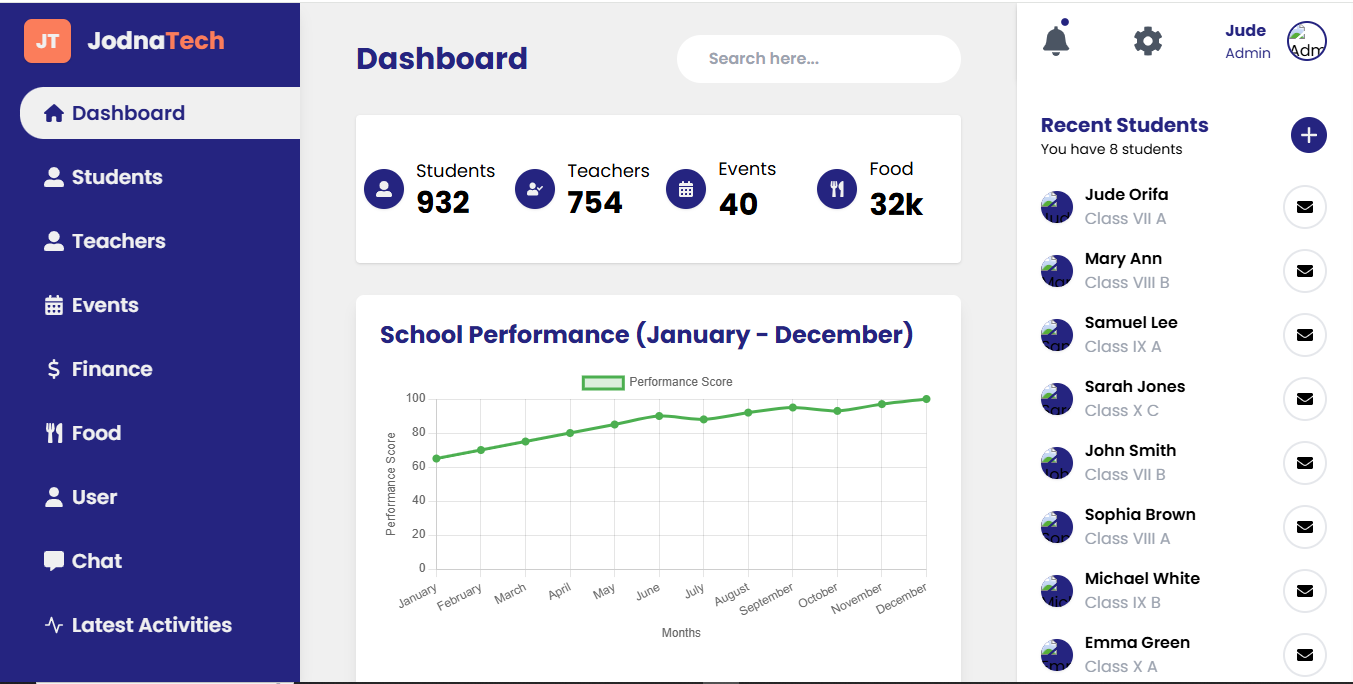 JT JodnaTech
Dashboard
Students
Teachers
Events
Finance
Food
User
Chat
Latest Activities
Dashboard
Search here...
Students
932
Teachers
754
Events
40
Food
32k
School Performance (January - December)
Performance Score
Performance Score
100
80
60
40
20
0
January February March April May June July August September October November December
Months
Jude
Admin
Adm
Recent Students
You have 8 students
Jude Orifa
Class VII A
Mary Ann
Class VIII B
Samuel Lee
Class IX A
Sarah Jones
Class X C
John Smith
Class VII B
Sophia Brown
Class VIII A
Michael White
Class IX B
Emma Green
Class X A